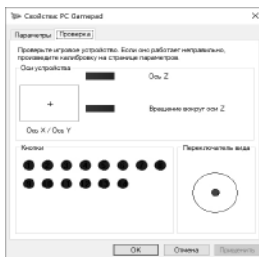 Свойства: PC Gamepad
Параметры Проверка
Проверьте игровое устройство. Если оно работает неправильно,
произведите калибровку на странице параметров.
Оси устройства
Ось Z
Вращение вокруг оси Z
Ось X / Ось Y
Кнопки
Переключатель вида
OK Отмена Применить